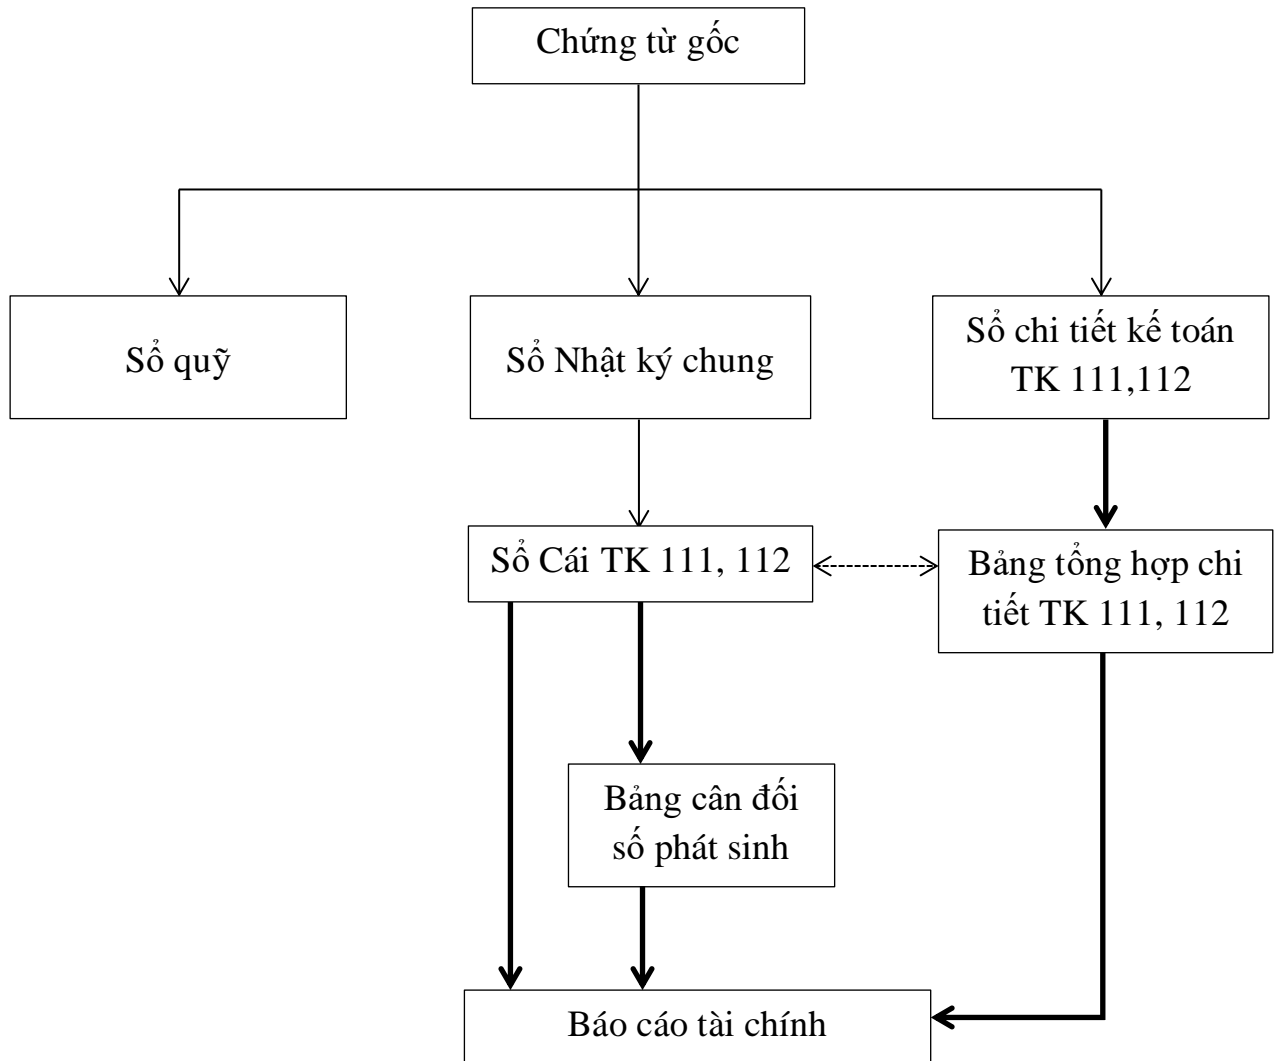 Chứng từ gốc
Sổ quỹ
Sổ Nhật ký chung
Sổ chi tiết kế toán
TK 111,112
Sổ Cái TK 111, 112
Bảng tổng hợp chi
tiết TK 111, 112
Bảng cân đối
số phát sinh
Báo cáo tài chính